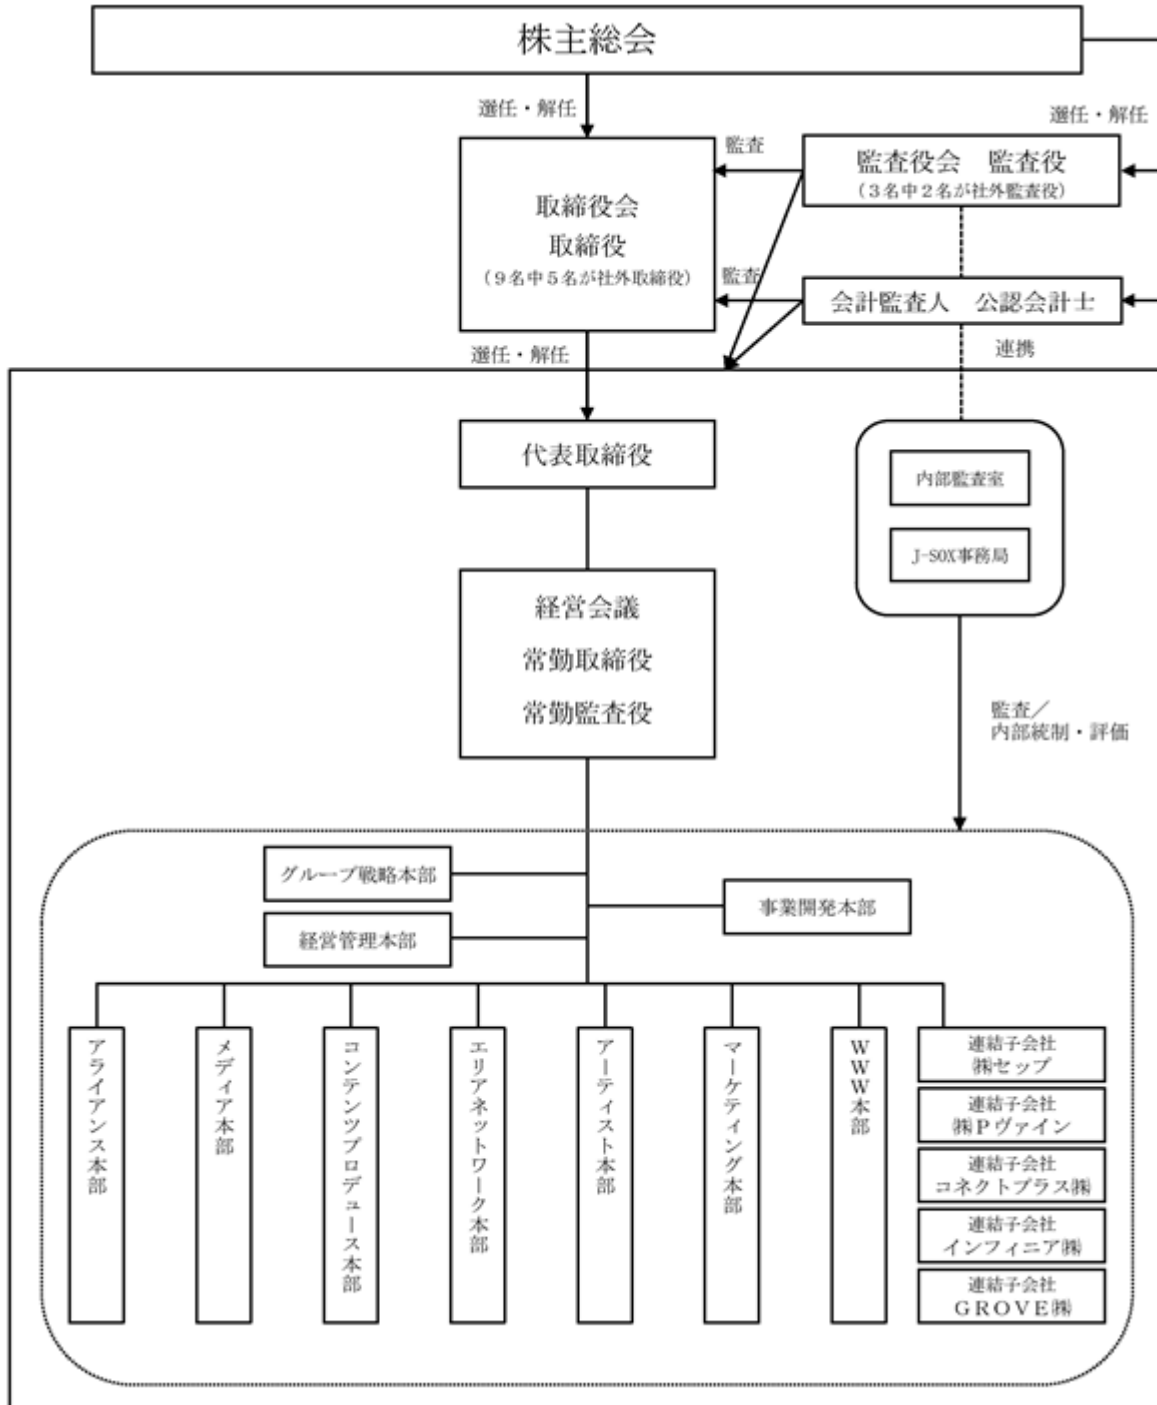 株主総会
選任・解任
選任・解任
監査
監査役会　監査役
（３名中２名が社外監査役）
取締役会
取締役
（９名中５名が社外取締役）
監査
会計監査人　公認会計士
選任・解任
連携
代表取締役
内部監査室
J-SOX事務局
経営会議
常勤取締役
常勤監査役
監査／
内部統制・評価
グループ戦略本部
事業開発本部
経営管理本部
アライアンス本部
メディア本部
コンテンツプロデュース本部
エリアネットワーク本部
アーティスト本部
マーケティング本部
ＷＷＷ本部
連結子会社
㈱セップ
連結子会社
㈱Ｐヴァイン
連結子会社
コネクトプラス㈱
連結子会社
インフィニア㈱
連結子会社
ＧＲＯＶＥ㈱